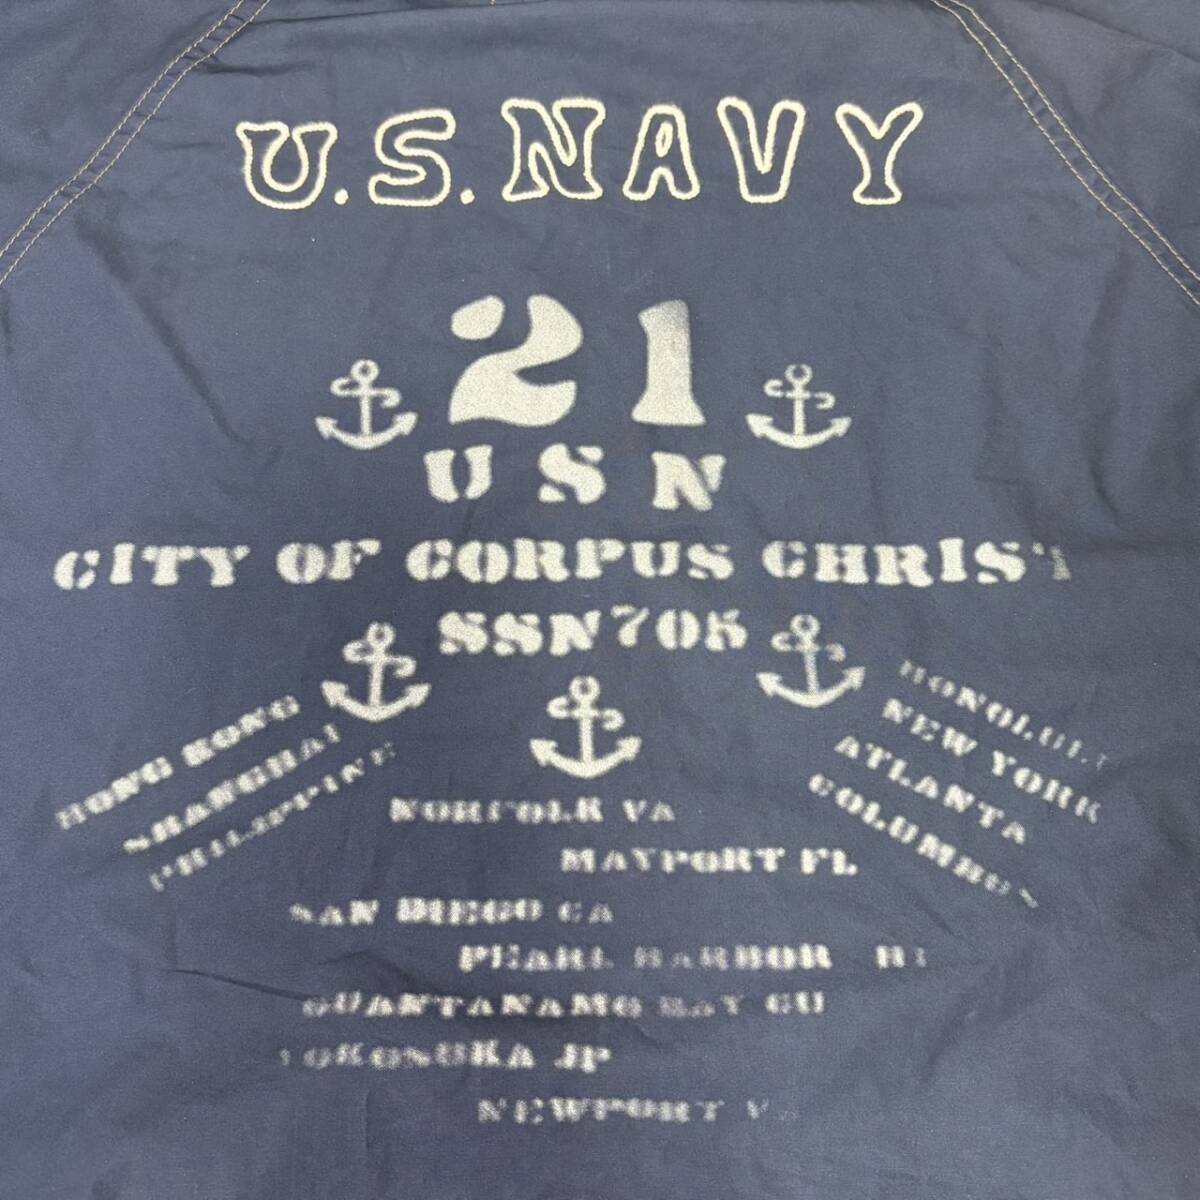 U.S. NAVY
21
USN
CITY OF CORPUS CHRISTI
SSN705
HONG KONG
SHANGHAI
PHILIPPINE
HONOLULU
NEW YORK
ATLANTA
COLUMBUS
NORFOLK VA
MAYPORT FL
SAN DIEGO CA
PEARL HARBOR HI
GUANTANAMO BAY CU
YOKOSUKA JP
NEWPORT